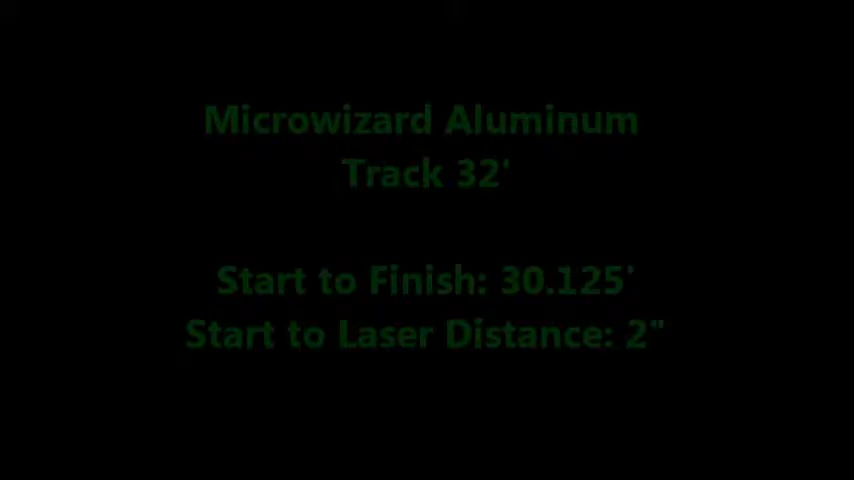 Microwizard Aluminum
Track 32'
Start to Finish: 30.125'
Start to Laser Distance: 2"